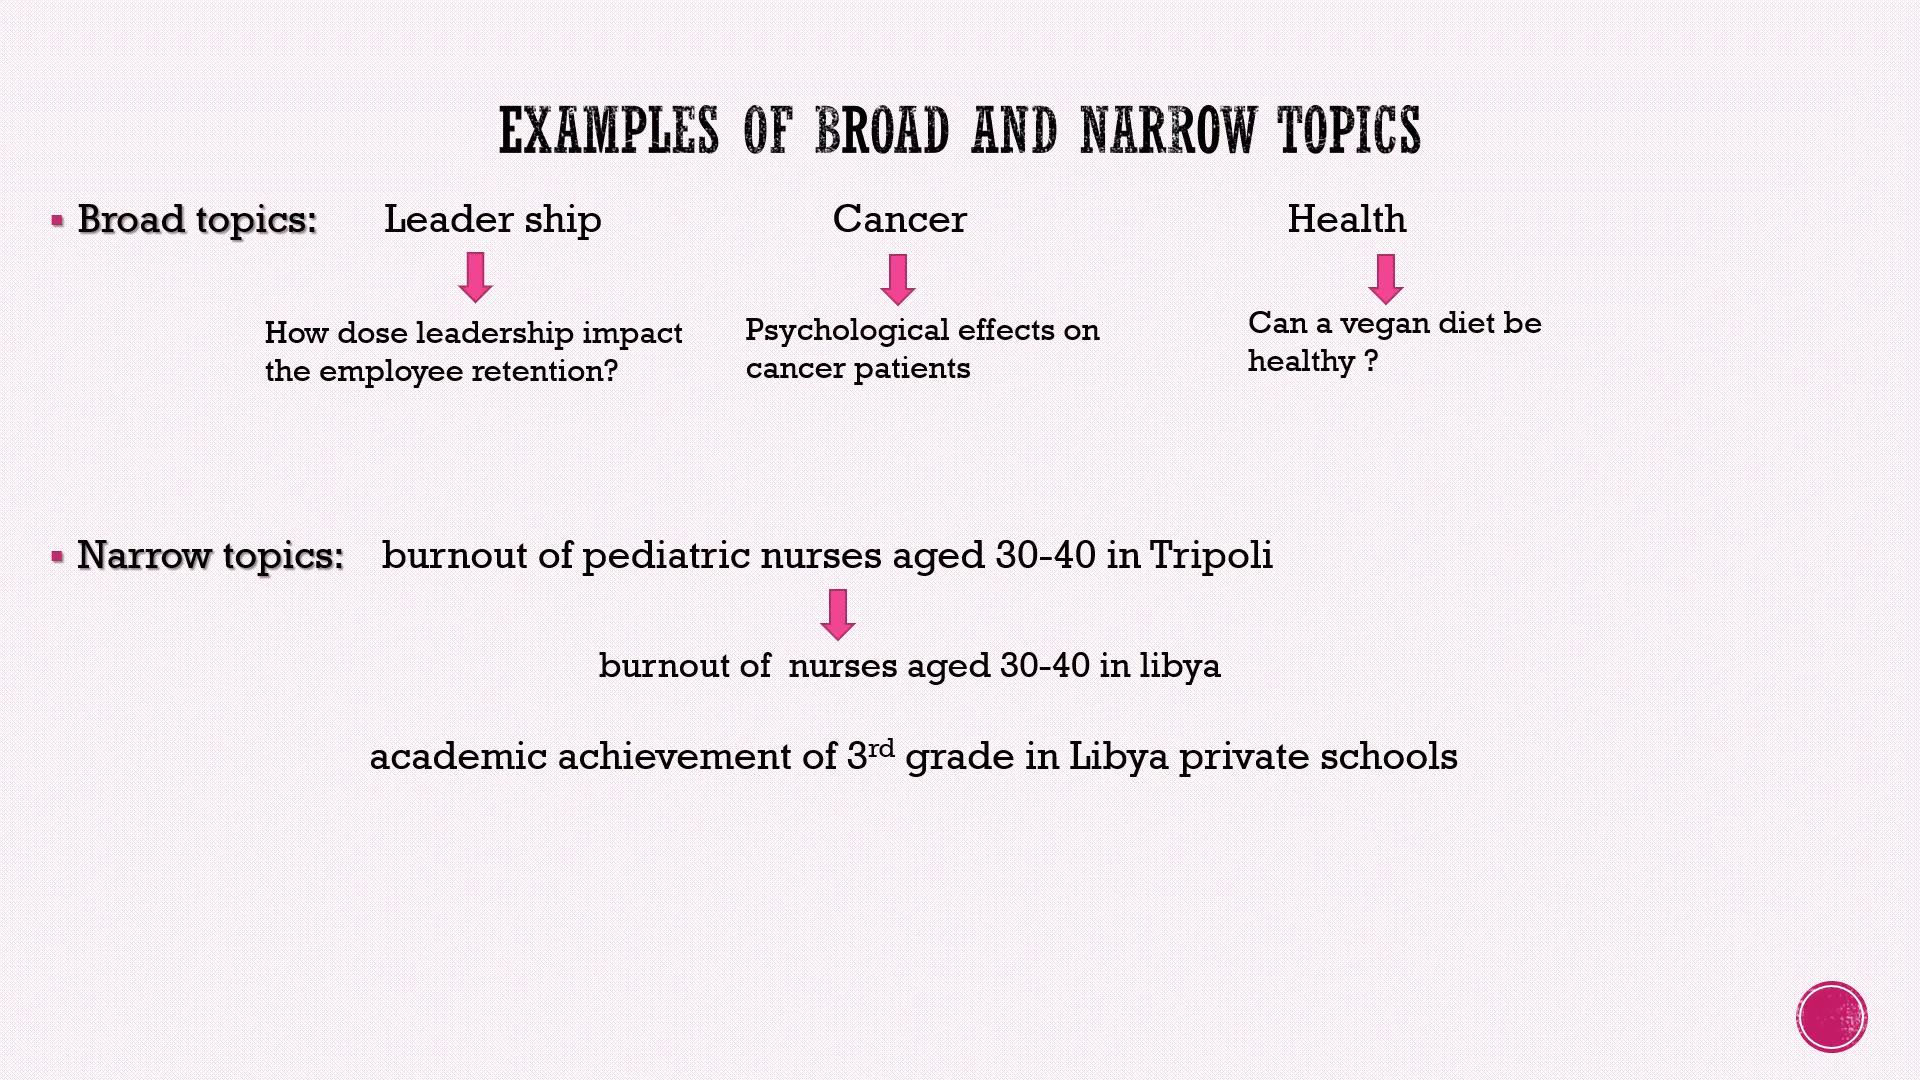 EXAMPLES OF BROAD AND NARROW TOPICS
Broad topics: Leader ship Cancer Health
How dose leadership impact
the employee retention?
Psychological effects on
cancer patients
Can a vegan diet be
healthy ?
Narrow topics: burnout of pediatric nurses aged 30-40 in Tripoli
burnout of nurses aged 30-40 in libya
academic achievement of 3rd grade in Libya private schools